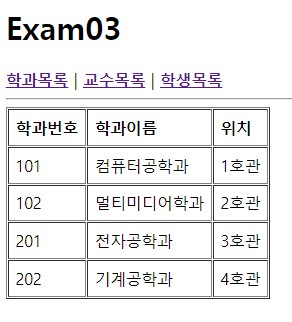 Exam03
학과목록 | 교수목록 | 학생목록
학과번호 학과이름 위치
101 컴퓨터공학과 1호관
102 멀티미디어학과 2호관
201 전자공학과 3호관
202 기계공학과 4호관